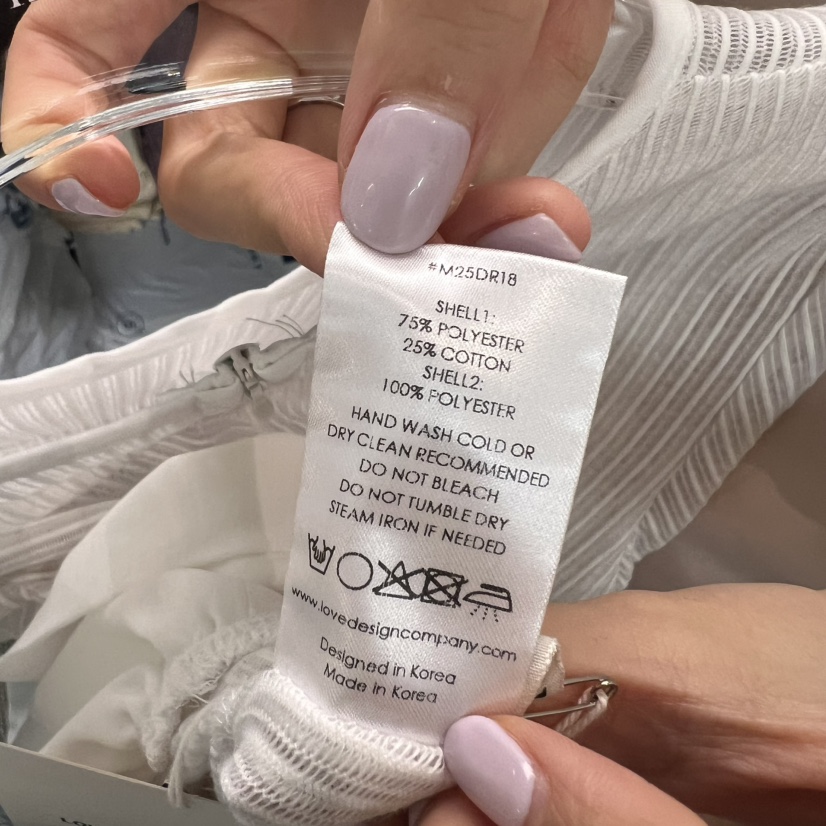 #M25DR18
SHELL1:
75% POLYESTER
25% COTTON
SHELL2:
100% POLYESTER
HAND WASH COLD OR
DRY CLEAN RECOMMENDED
DO NOT BLEACH
DO NOT TUMBLE DRY
STEAM IRON IF NEEDED
www.lovedesigncompany.com
Designed in Korea
Made in Korea